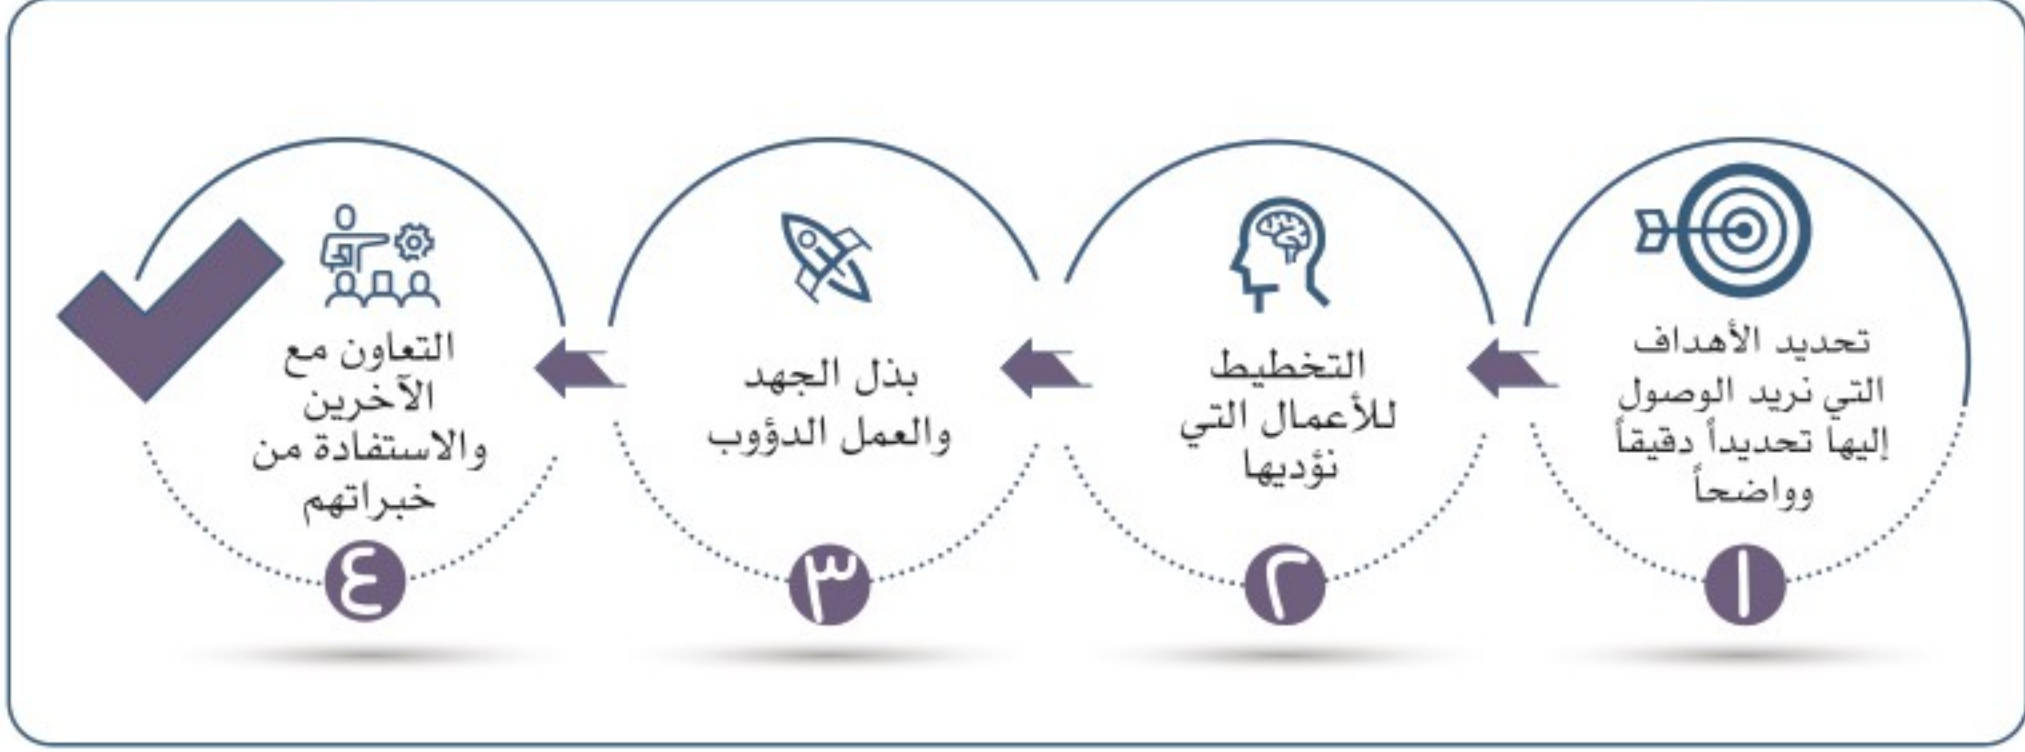 تحديد الأهداف
التي نريد الوصول
إليها تحديداً دقيقاً
وواضحاً
١
التخطيط
للأعمال التي
نؤديها
٢
بذل الجهد
والعمل الدؤوب
٣
التعاون مع
الآخرين
والاستفادة من
خبراتهم
٤